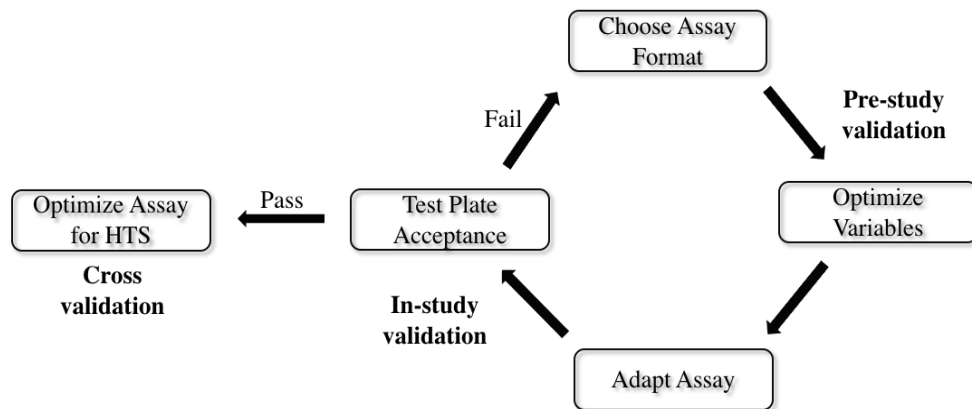 Choose Assay
Format
Fail
Pre-study
validation
Pass
Optimize Assay
for HTS
Test Plate
Acceptance
Optimize
Variables
Cross
validation
In-study
validation
Adapt Assay